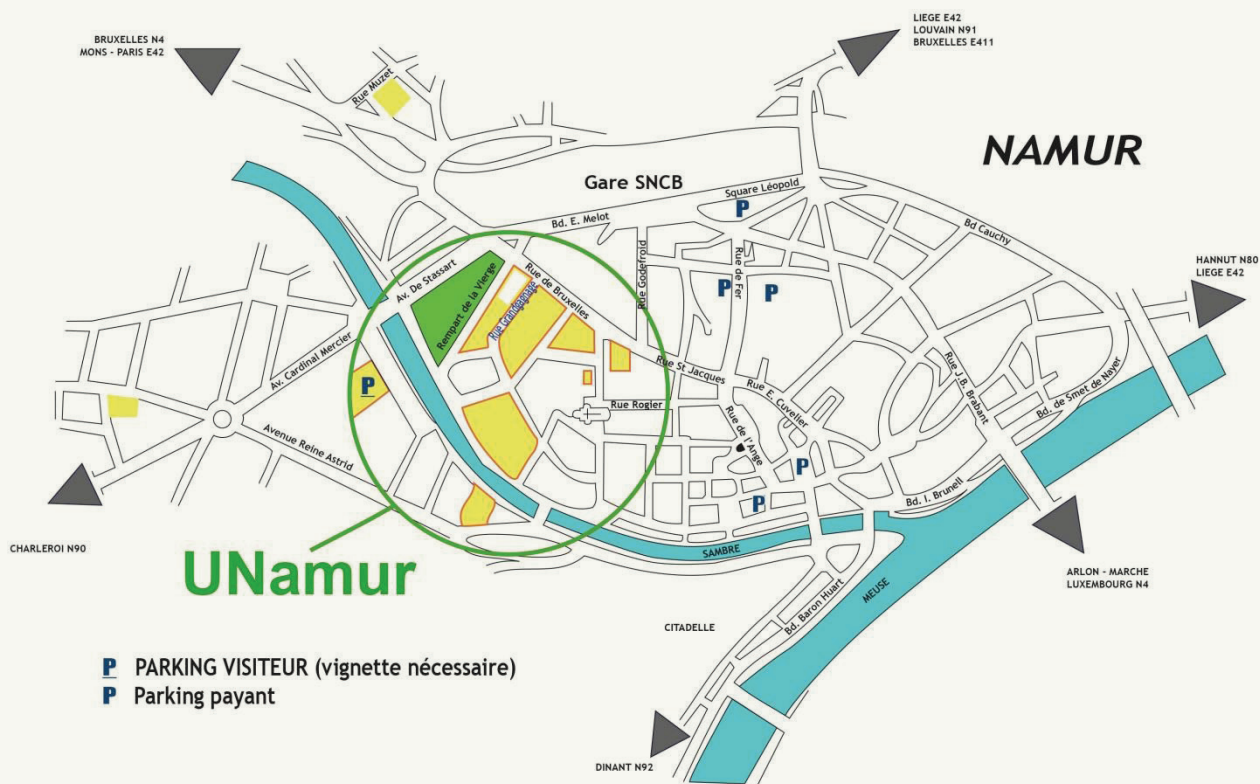 BRUXELLES N4
MONS - PARIS E42
LIEGE E42
LOUVAIN N91
BRUXELLES E411
Rue Muzet
NAMUR
Gare SNCB
Square Léopold
P
Bd. E. Melot
Bd Cauchy
HANNUT N80
LIEGE E42
Av. De Stassart
Rempart de la Vierge
Rue Grandgagnage
Rue de Bruxelles
Rue Godefroid
Rue de Fer
P
P
Av. Cardinal Mercier
P
Rue St Jacques
Rue E. Cuvelier
Rue J.B. Brabant
Bd. de Smet de Nayer
Rue Rogier
Rue de l'Ange
Avenue Reine Astrid
P
P
Bd. I. Brunell
CHARLEROI N90
UNamur
SAMBRE
MEUSE
ARLON - MARCHE
LUXEMBOURG N4
Bd. Baron Huart
CITADELLE
P PARKING VISITEUR (vignette nécessaire)
P Parking payant
DINANT N92